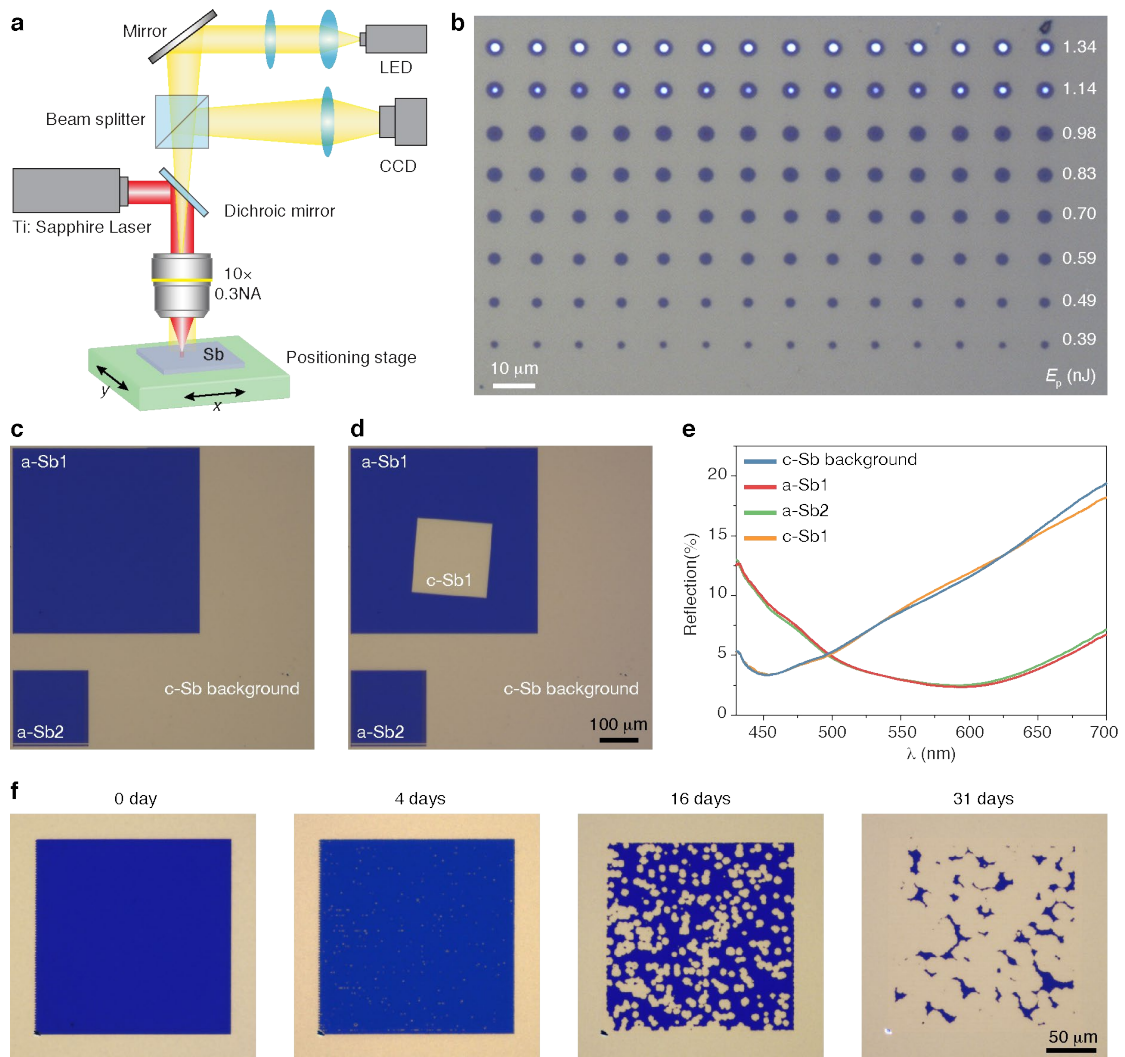 a
Mirror
LED
Beam splitter
CCD
Ti: Sapphire Laser
Dichroic mirror
10×
0.3NA
Sb
Positioning stage
y
x
b
1.34
1.14
0.98
0.83
0.70
0.59
0.49
0.39
10 μm
Ep (nJ)
c
a-Sb1
c-Sb background
a-Sb2
d
a-Sb1
c-Sb1
c-Sb background
a-Sb2
100 μm
e
c-Sb background
a-Sb1
a-Sb2
c-Sb1
Reflection(%)
20
15
10
5
0
450
500
550
600
650
700
λ (nm)
f
0 day
4 days
16 days
31 days
50 μm